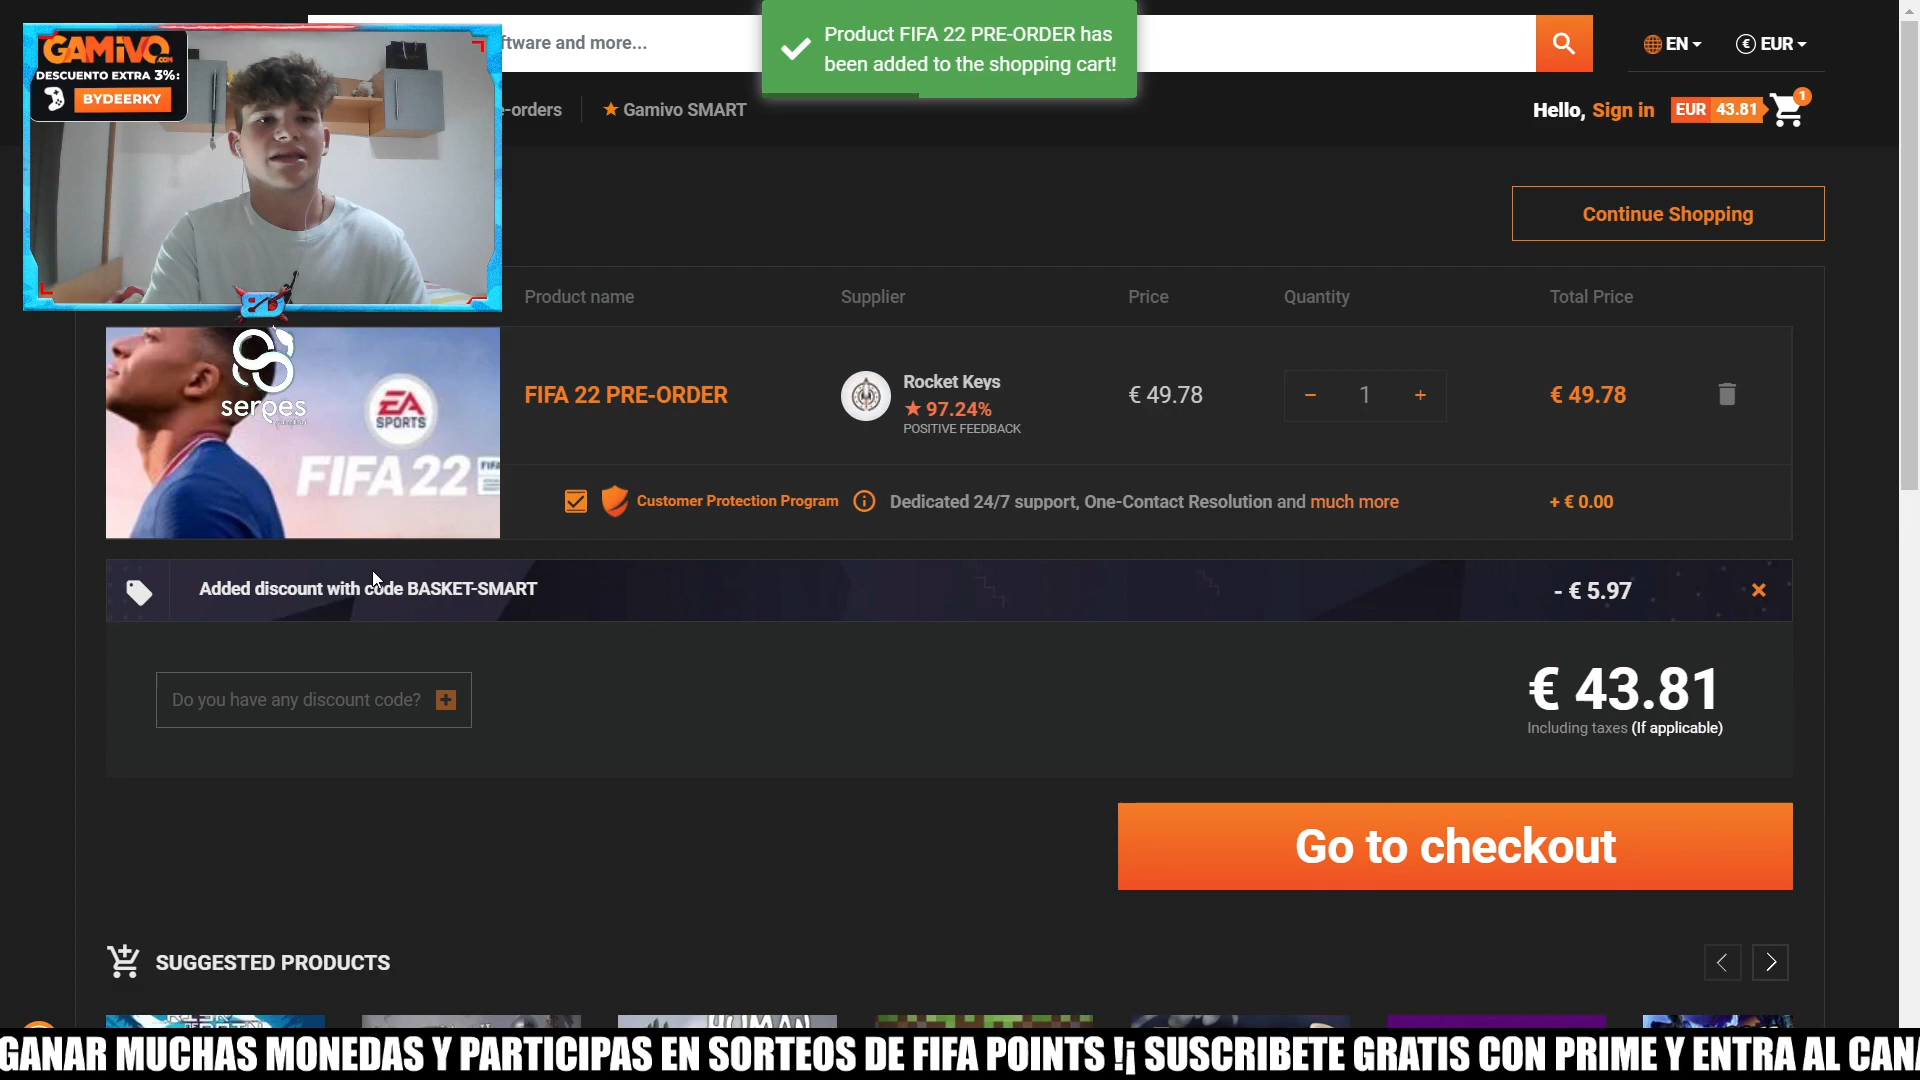 GAMIVO.COM
DESCUENTO EXTRA 3%:
BYDEERKY
ftware and more...
Product FIFA 22 PRE-ORDER has
been added to the shopping cart!
EN
EUR
e-orders
Gamivo SMART
Hello, Sign in
EUR 43.81
1
Continue Shopping
Product name
Supplier
Price
Quantity
Total Price
serpes
EA
SPORTS
FIFA 22
FIFA 22 PRE-ORDER
Rocket Keys
97.24%
POSITIVE FEEDBACK
€ 49.78
− 1 +
€ 49.78
Customer Protection Program
Dedicated 24/7 support, One-Contact Resolution and much more
+ € 0.00
Added discount with code BASKET-SMART
- € 5.97
Do you have any discount code?
€ 43.81
Including taxes (If applicable)
Go to checkout
SUGGESTED PRODUCTS
GANAR MUCHAS MONEDAS Y PARTICIPAS EN SORTEOS DE FIFA POINTS !¡ SUSCRIBETE GRATIS CON PRIME Y ENTRA AL CANA